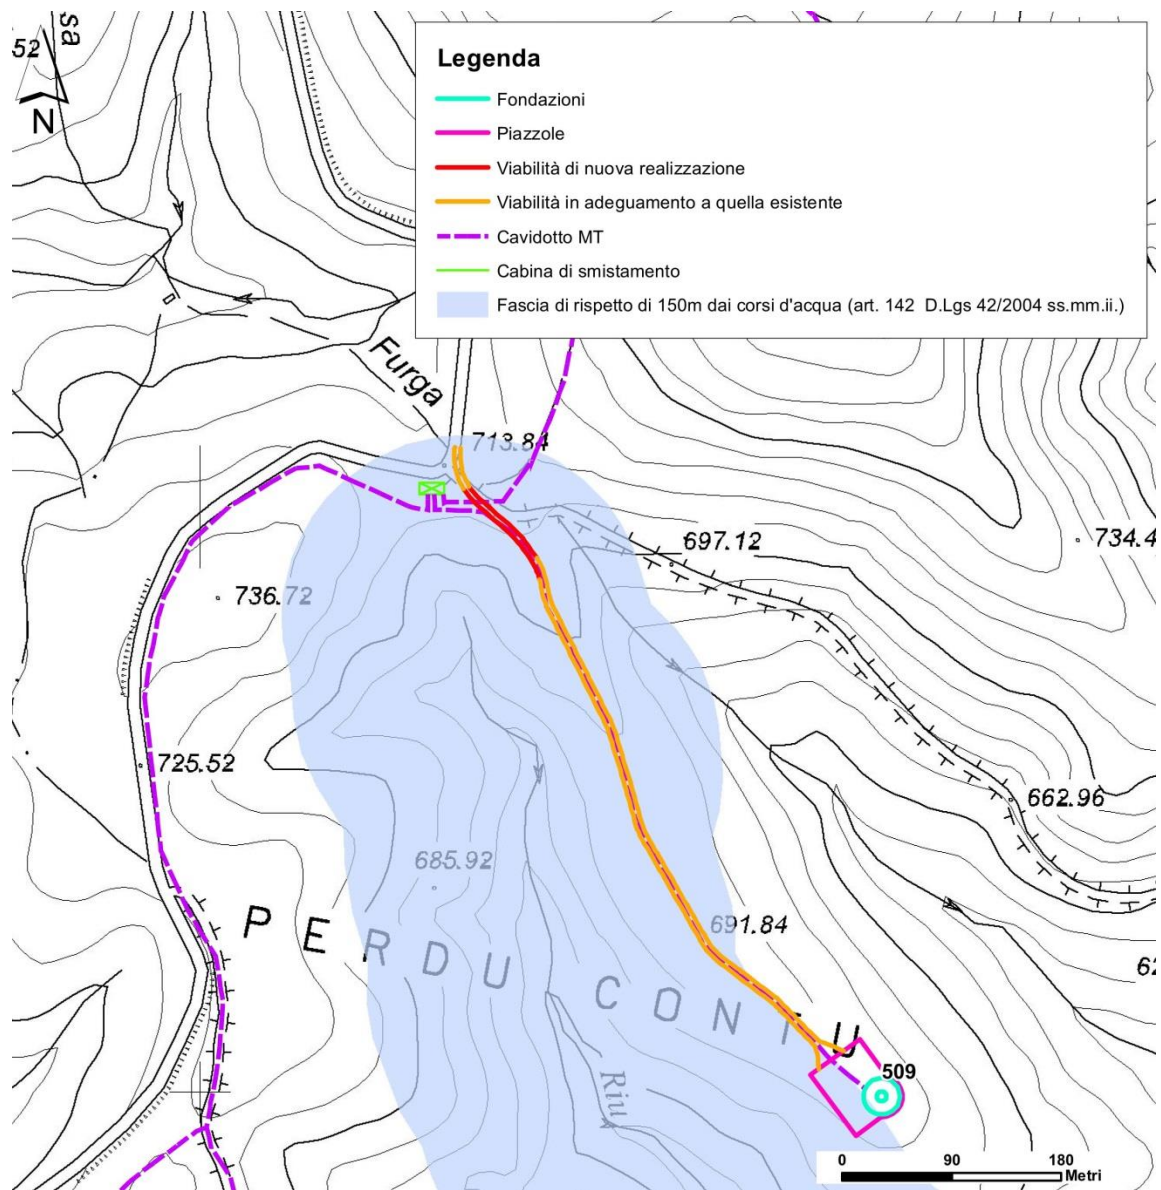 sa
52
N
Legenda
Fondazioni
Piazzole
Viabilità di nuova realizzazione
Viabilità in adeguamento a quella esistente
Cavidotto MT
Cabina di smistamento
Fascia di rispetto di 150m dai corsi d'acqua (art. 142 D.Lgs 42/2004 ss.mm.ii.)
Furga
713.84
697.12
734.4
736.72
725.52
662.96
685.92
691.84
PERDU CONTU
62
509
Riu
0 90 180
Metri